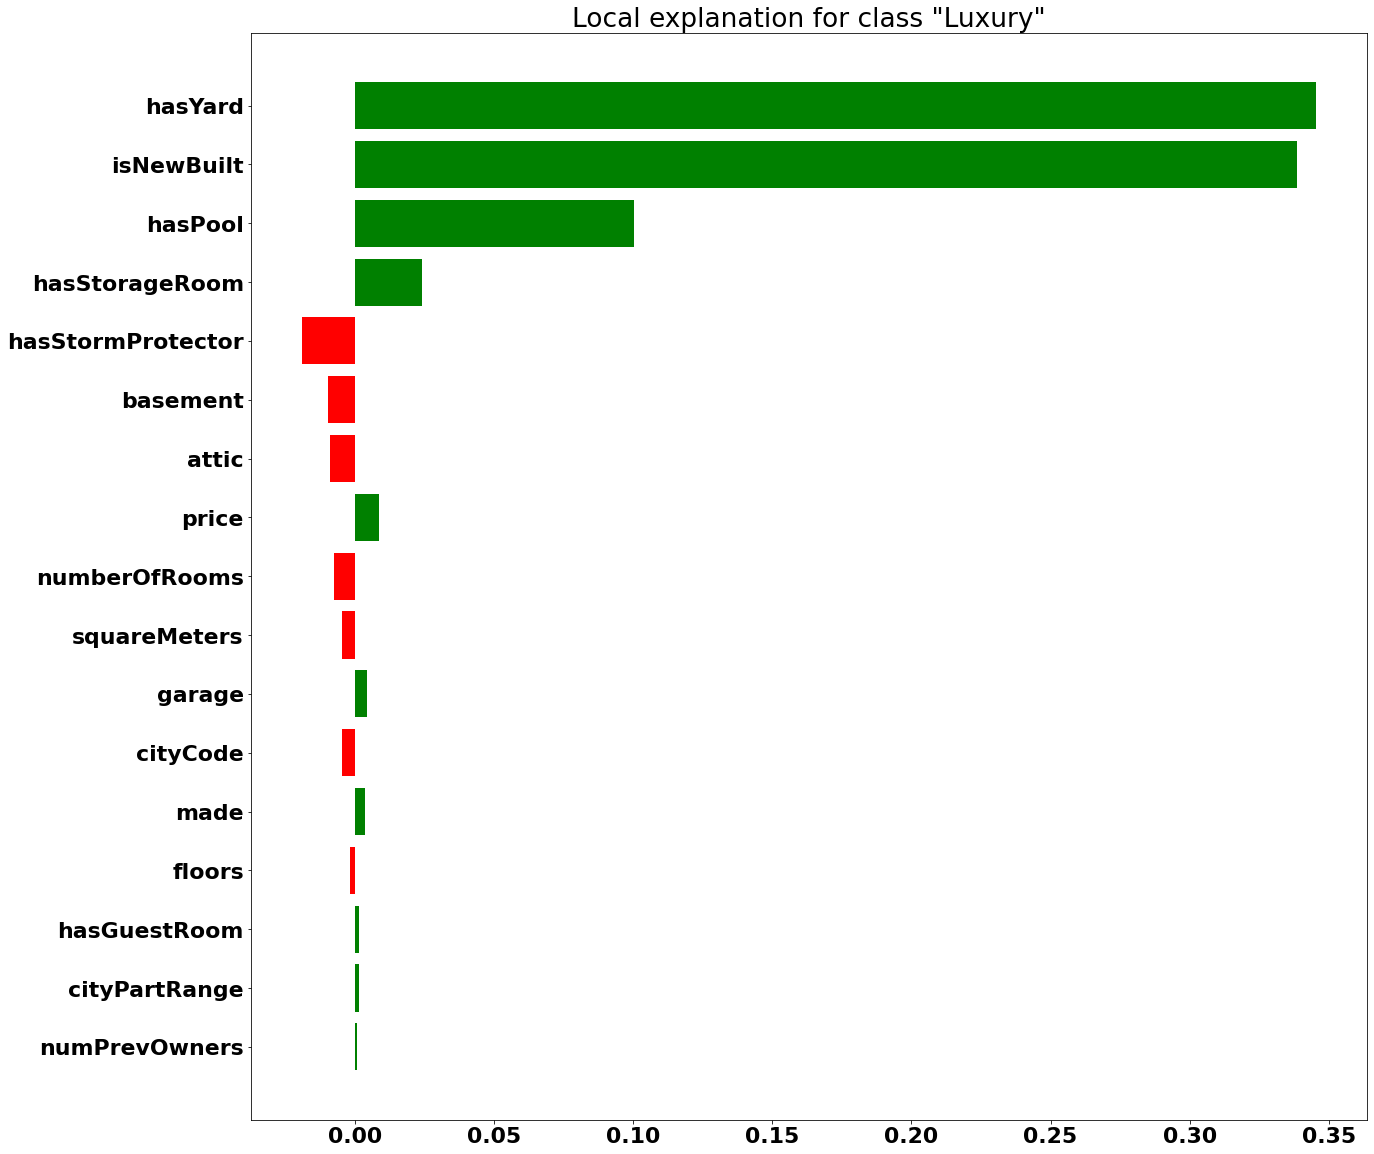 Local explanation for class "Luxury"
hasYard
isNewBuilt
hasPool
hasStorageRoom
hasStormProtector
basement
attic
price
numberOfRooms
squareMeters
garage
cityCode
made
floors
hasGuestRoom
cityPartRange
numPrevOwners
0.00 0.05 0.10 0.15 0.20 0.25 0.30 0.35